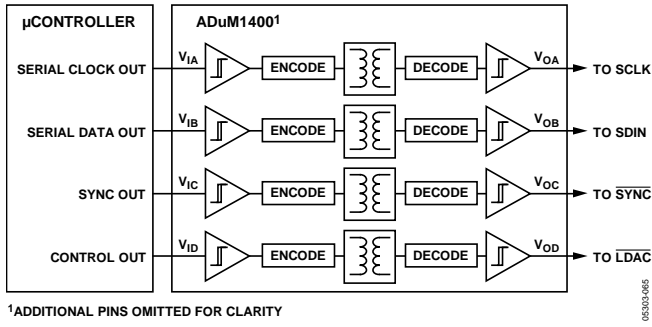 µCONTROLLER
ADuM1400¹
SERIAL CLOCK OUT
V_IA
ENCODE
DECODE
V_OA
TO SCLK
SERIAL DATA OUT
V_IB
ENCODE
DECODE
V_OB
TO SDIN
SYNC OUT
V_IC
ENCODE
DECODE
V_OC
TO S̅Y̅N̅C̅
CONTROL OUT
V_ID
ENCODE
DECODE
V_OD
TO L̅D̅A̅C̅
¹ADDITIONAL PINS OMITTED FOR CLARITY
05303-065